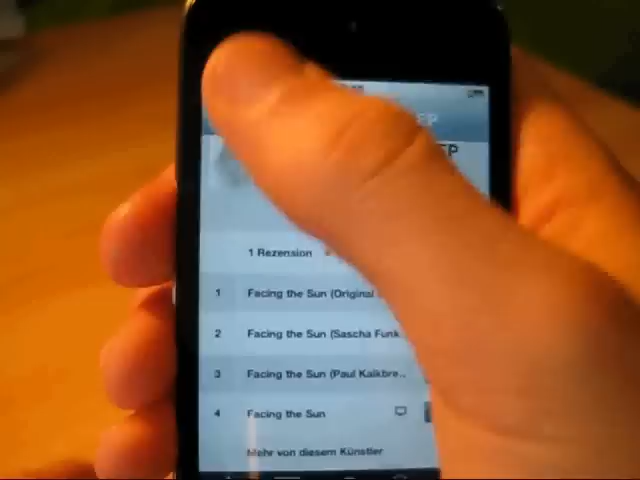 EP
EP
1 Rezension
1 Facing the Sun (Original
2 Facing the Sun (Sascha Funk
3 Facing the Sun (Paul Kalkbre...
4 Facing the Sun
Mehr von diesem Künstler